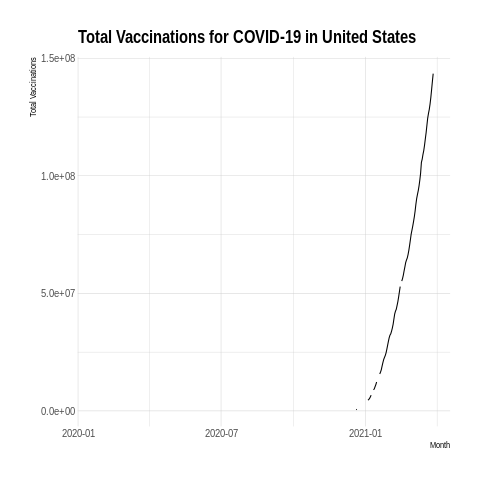 Total Vaccinations for COVID-19 in United States
Total Vaccinations
1.5e+08
1.0e+08
5.0e+07
0.0e+00
2020-01
2020-07
2021-01
Month